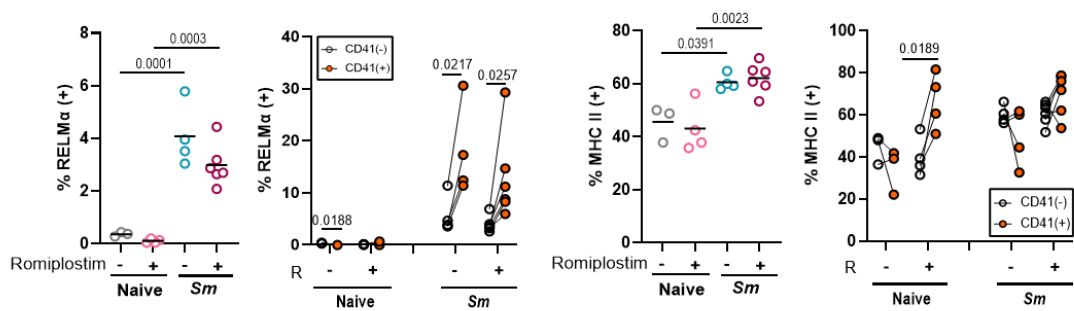 8
6
4
2
0
% RELMα (+)
0.0003
0.0001
Romiplostim
- + - +
Naive Sm
40
30
20
10
0
% RELMα (+)
CD41(-)
CD41(+)
0.0217
0.0257
0.0188
R
- + - +
Naive Sm
80
60
40
20
0
% MHC II (+)
0.0023
0.0391
Romiplostim
- + - +
Naive Sm
100
80
60
40
20
0
% MHC II (+)
0.0189
CD41(-)
CD41(+)
R
- + - +
Naive Sm